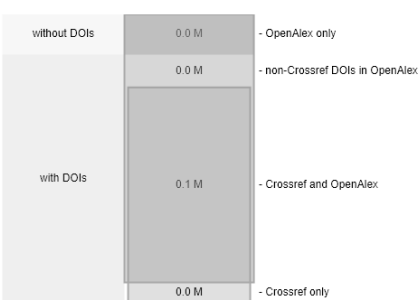 without DOIs 0.0 M - OpenAlex only
0.0 M - non-Crossref DOIs in OpenAlex
with DOIs 0.1 M - Crossref and OpenAlex
0.0 M - Crossref only